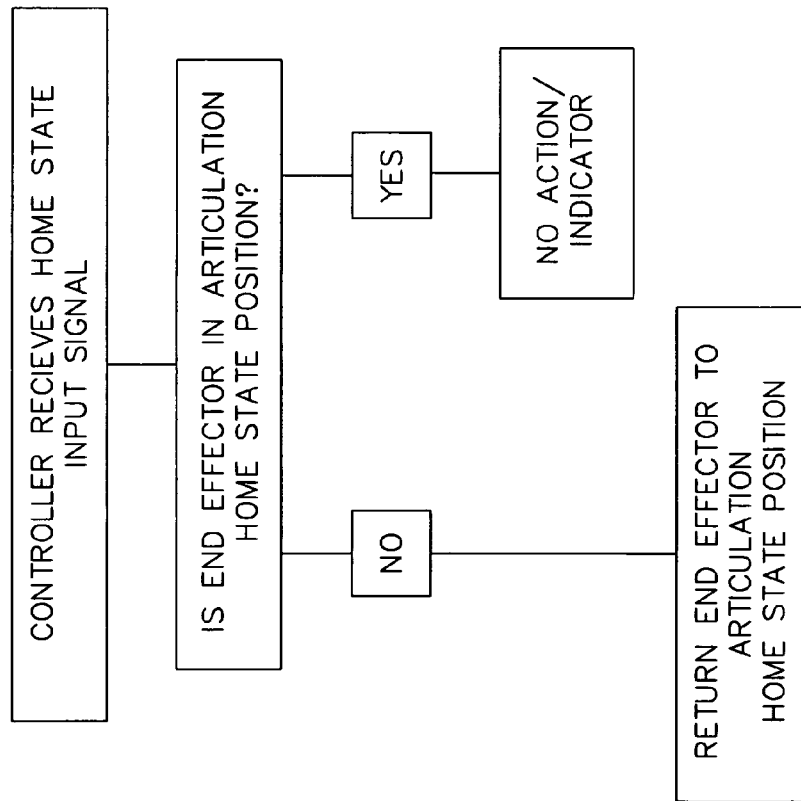 CONTROLLER RECIEVES HOME STATE
INPUT SIGNAL
IS END EFFECTOR IN ARTICULATION
HOME STATE POSITION?
NO
YES
NO ACTION/
INDICATOR
RETURN END EFFECTOR TO
ARTICULATION
HOME STATE POSITION